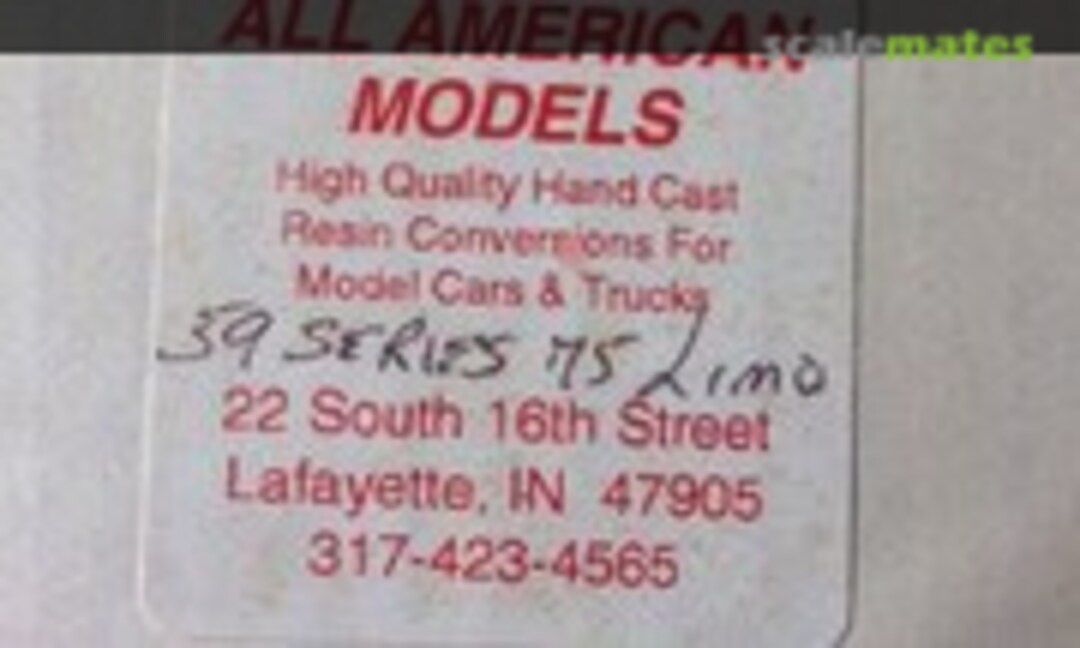 ALL AMERICAN
scalemates
MODELS
High Quality Hand Cast
Resin Conversions For
Model Cars & Trucks
59 SERIES 75 Limo
22 South 16th Street
Lafayette, IN 47905
317-423-4565